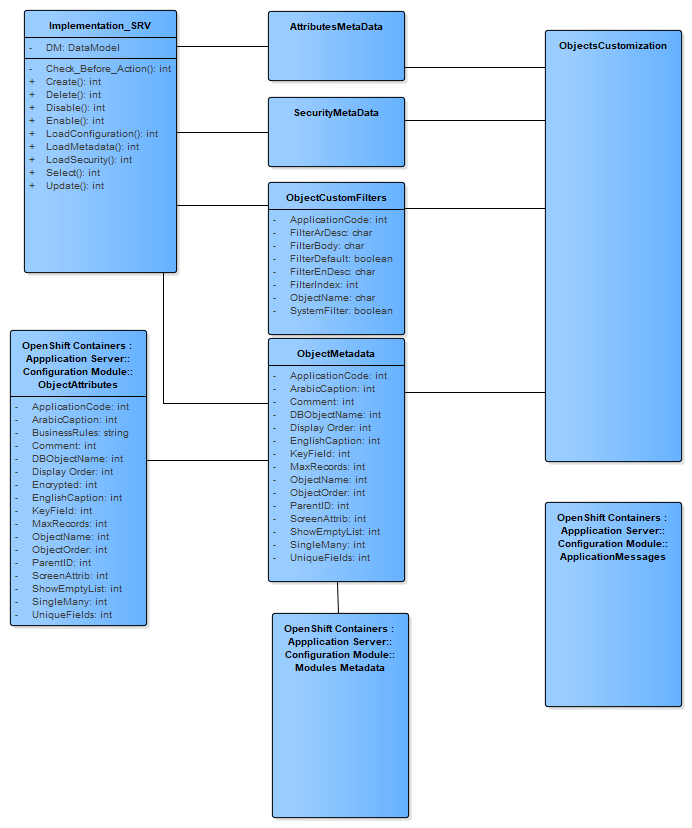 Implementation_SRV
- DM: DataModel
- Check_Before_Action(): int
+ Create(): int
+ Delete(): int
+ Disable(): int
+ Enable(): int
+ LoadConfiguration(): int
+ LoadMetadata(): int
+ LoadSecurity(): int
+ Select(): int
+ Update(): int
AttributesMetaData
ObjectsCustomization
SecurityMetaData
ObjectCustomFilters
- ApplicationCode: int
- FilterArDesc: char
- FilterBody: char
- FilterDefault: boolean
- FilterEnDesc: char
- FilterIndex: int
- ObjectName: char
- SystemFilter: boolean
OpenShift Containers :
Appplication Server::
Configuration Module::
ObjectAttributes
- ApplicationCode: int
- ArabicCaption: int
- BusinessRules: string
- Comment: int
- DBObjectName: int
- Display Order: int
- Encrypted: int
- EnglishCaption: int
- KeyField: int
- MaxRecords: int
- ObjectName: int
- ObjectOrder: int
- ParentID: int
- ScreenAttrib: int
- ShowEmptyList: int
- SingleMany: int
- UniqueFields: int
ObjectMetadata
- ApplicationCode: int
- ArabicCaption: int
- Comment: int
- DBObjectName: int
- Display Order: int
- EnglishCaption: int
- KeyField: int
- MaxRecords: int
- ObjectName: int
- ObjectOrder: int
- ParentID: int
- ScreenAttrib: int
- ShowEmptyList: int
- SingleMany: int
- UniqueFields: int
OpenShift Containers :
Appplication Server::
Configuration Module::
ApplicationMessages
OpenShift Containers :
Appplication Server::
Configuration Module::
Modules Metadata